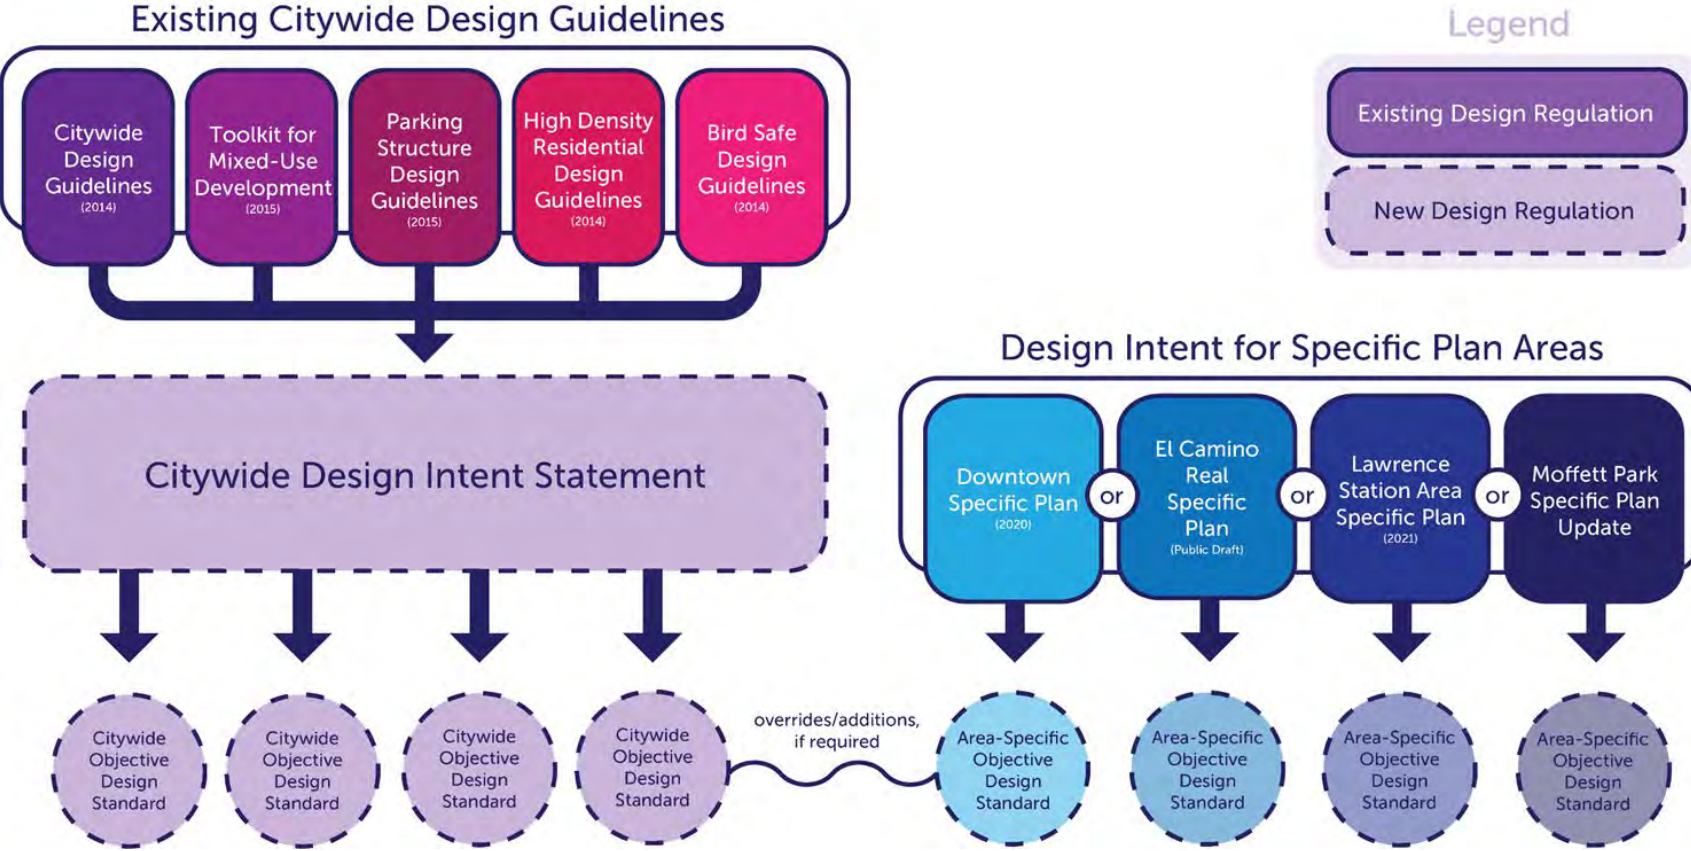 Existing Citywide Design Guidelines
Citywide
Design
Guidelines
(2014)
Toolkit for
Mixed-Use
Development
(2015)
Parking
Structure
Design
Guidelines
(2015)
High Density
Residential
Design
Guidelines
(2014)
Bird Safe
Design
Guidelines
(2014)
Legend
Existing Design Regulation
New Design Regulation
Citywide Design Intent Statement
Design Intent for Specific Plan Areas
Downtown
Specific Plan
(2020)
or
El Camino
Real
Specific
Plan
(Public Draft)
or
Lawrence
Station Area
Specific Plan
(2021)
or
Moffett Park
Specific Plan
Update
Citywide
Objective
Design
Standard
Citywide
Objective
Design
Standard
Citywide
Objective
Design
Standard
Citywide
Objective
Design
Standard
overrides/additions,
if required
Area-Specific
Objective
Design
Standard
Area-Specific
Objective
Design
Standard
Area-Specific
Objective
Design
Standard
Area-Specific
Objective
Design
Standard